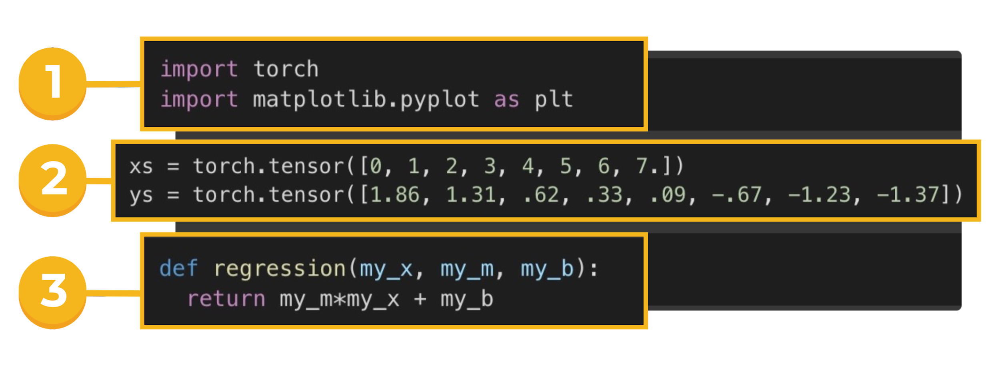 1
import torch
import matplotlib.pyplot as plt
2
xs = torch.tensor([0, 1, 2, 3, 4, 5, 6, 7.])
ys = torch.tensor([1.86, 1.31, .62, .33, .09, −.67, −1.23, −1.37])
3
def regression(my_x, my_m, my_b):
  return my_m*my_x + my_b